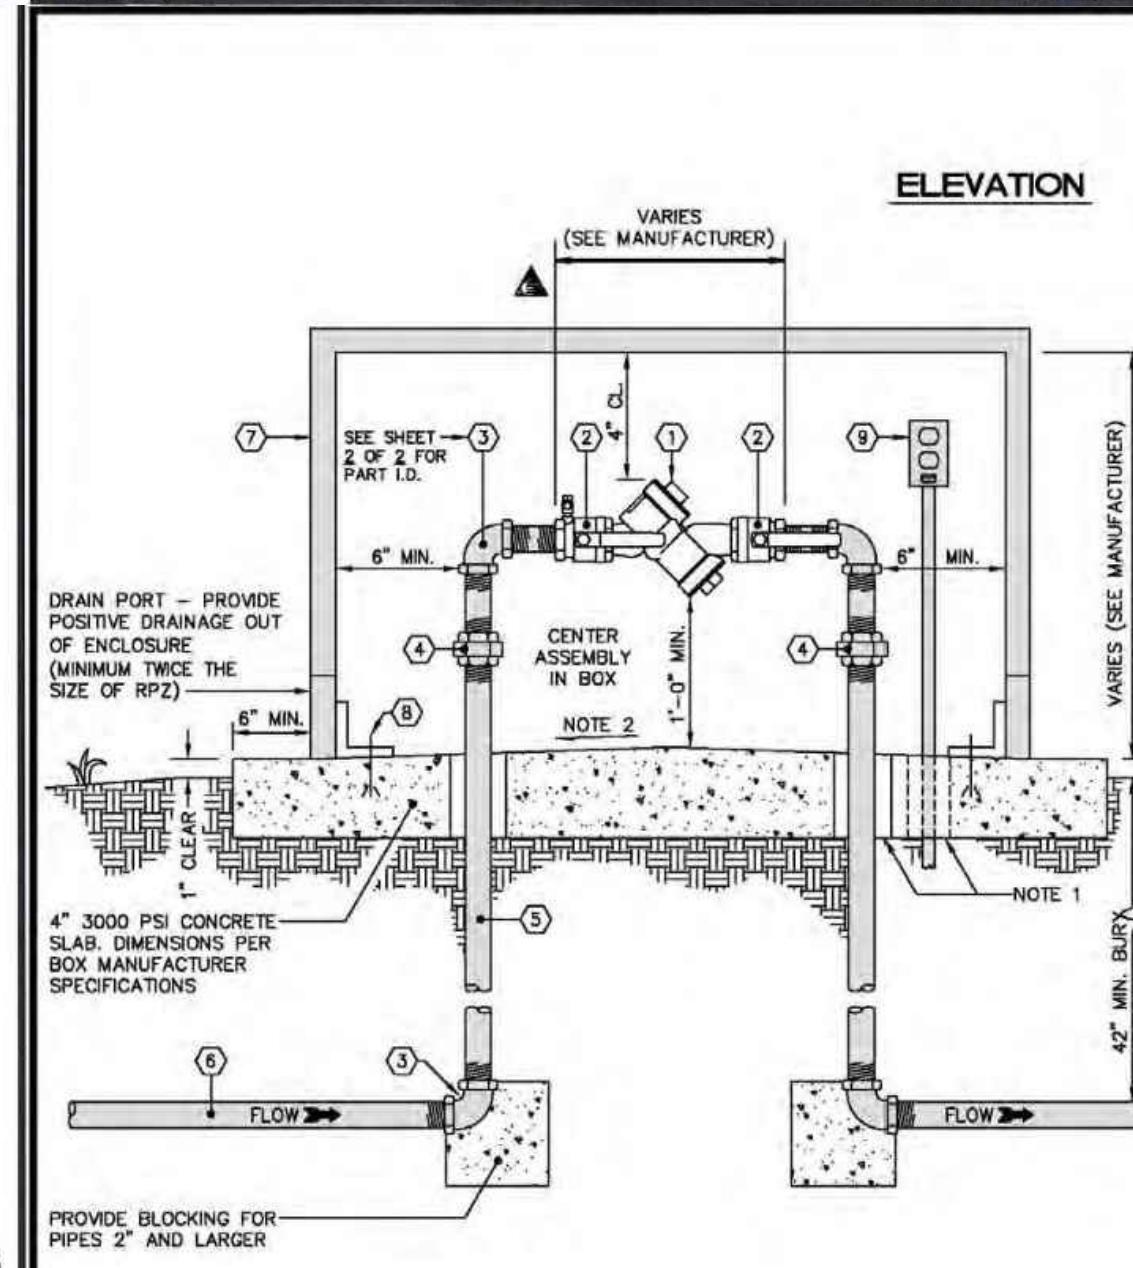 ELEVATION
VARIES
(SEE MANUFACTURER)
4" CL.
7
SEE SHEET
2 OF 2 FOR
PART I.D.
3
2
1
2
9
VARIES (SEE MANUFACTURER)
6" MIN.
6" MIN.
DRAIN PORT – PROVIDE
POSITIVE DRAINAGE OUT
OF ENCLOSURE
(MINIMUM TWICE THE
SIZE OF RPZ)
4
CENTER
ASSEMBLY
IN BOX
1'-0" MIN.
4
6" MIN.
8
NOTE 2
1" CLEAR
NOTE 1
4" 3000 PSI CONCRETE
SLAB. DIMENSIONS PER
BOX MANUFACTURER
SPECIFICATIONS
5
42" MIN. BURY
6
3
FLOW
FLOW
PROVIDE BLOCKING FOR
PIPES 2" AND LARGER